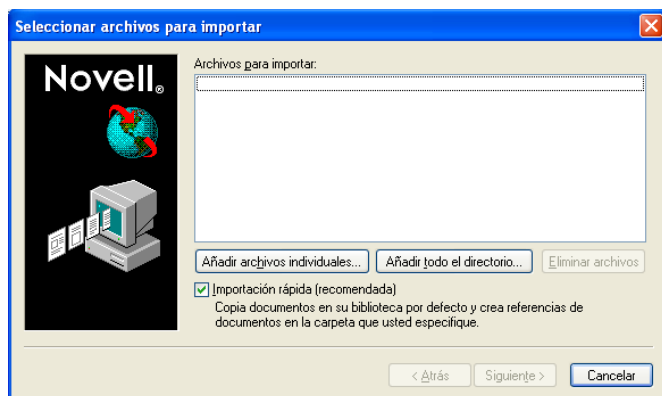 Seleccionar archivos para importar
Novell®
Archivos para importar:
Añadir archivos individuales...
Añadir todo el directorio...
Eliminar archivos
Importación rápida (recomendada)
Copia documentos en su biblioteca por defecto y crea referencias de
documentos en la carpeta que usted especifique.
< Atrás
Siguiente >
Cancelar